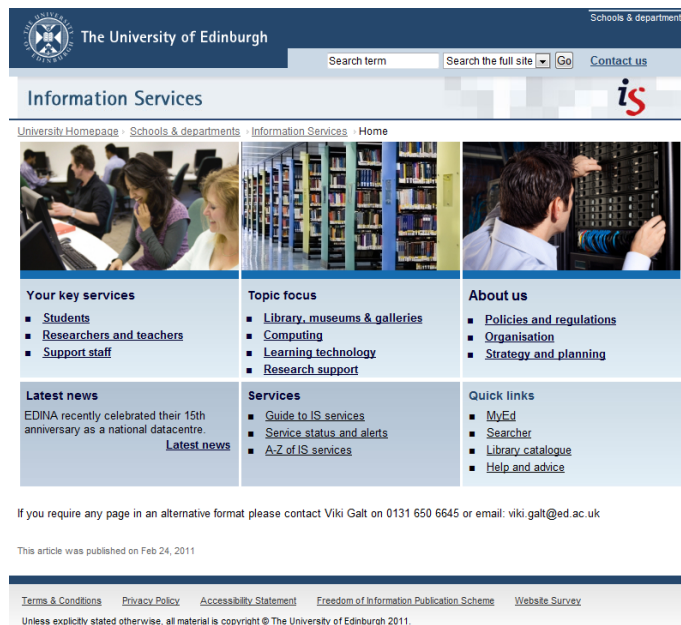 Schools & department
The University of Edinburgh
Search term
Search the full site
Go
Contact us
Information Services
is
University Homepage › Schools & departments › Information Services › Home
Your key services
Students
Researchers and teachers
Support staff
Topic focus
Library, museums & galleries
Computing
Learning technology
Research support
About us
Policies and regulations
Organisation
Strategy and planning
Latest news
EDINA recently celebrated their 15th
anniversary as a national datacentre.
Latest news
Services
Guide to IS services
Service status and alerts
A-Z of IS services
Quick links
MyEd
Searcher
Library catalogue
Help and advice
If you require any page in an alternative format please contact Viki Galt on 0131 650 6645 or email: viki.galt@ed.ac.uk
This article was published on Feb 24, 2011
Terms & Conditions Privacy Policy Accessibility Statement Freedom of Information Publication Scheme Website Survey
Unless explicitly stated otherwise, all material is copyright © The University of Edinburgh 2011.